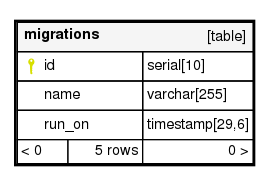 migrations [table]
id serial[10]
name varchar[255]
run_on timestamp[29,6]
< 0 5 rows 0 >